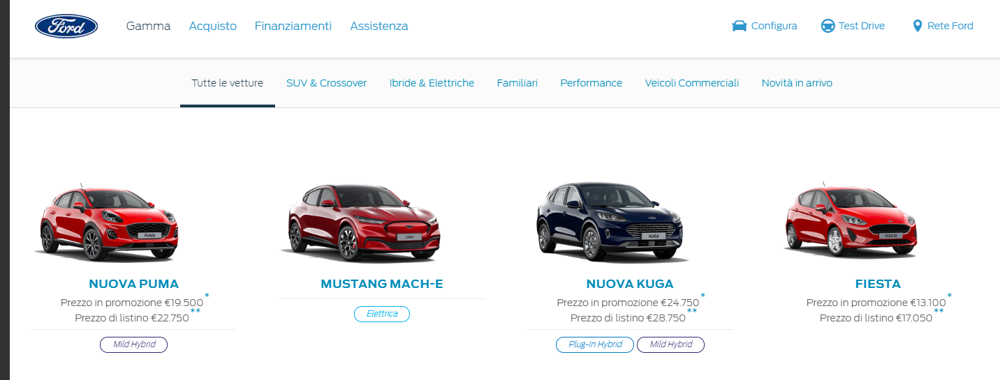 Ford
Gamma Acquisto Finanziamenti Assistenza Configura Test Drive Rete Ford
Tutte le vetture SUV & Crossover Ibride & Elettriche Familiari Performance Veicoli Commerciali Novità in arrivo
PUMA
KUGA
FIESTA
NUOVA PUMA
Prezzo in promozione €19.500*
Prezzo di listino €22.750**
Mild Hybrid
MUSTANG MACH-E
Elettrica
NUOVA KUGA
Prezzo in promozione €24.750*
Prezzo di listino €28.750**
Plug-In Hybrid Mild Hybrid
FIESTA
Prezzo in promozione €13.100*
Prezzo di listino €17.050**